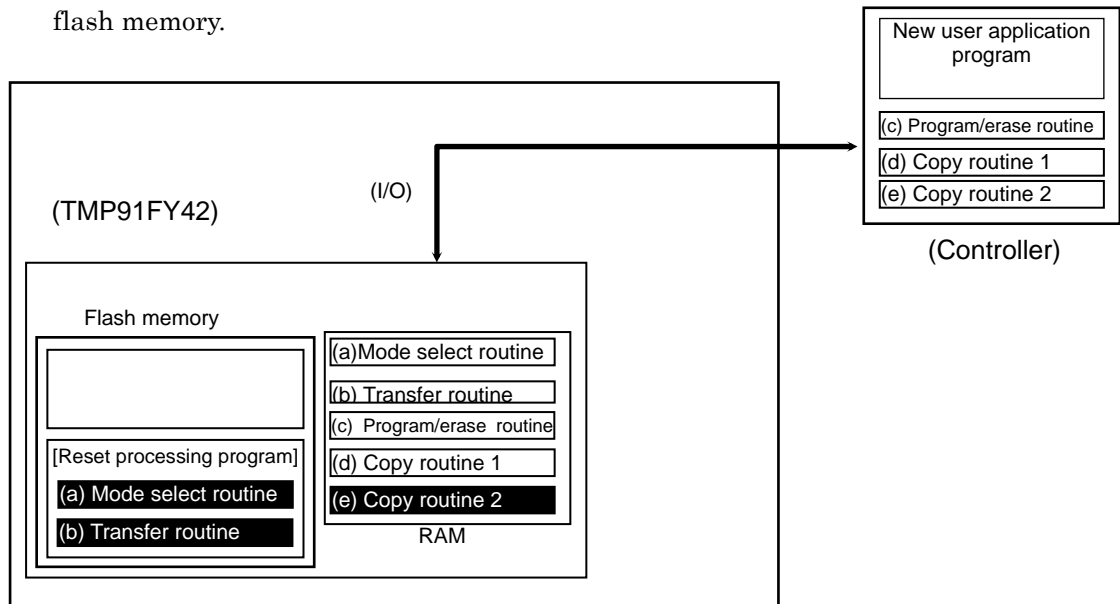 flash memory.
New user application
program
(c) Program/erase routine
(d) Copy routine 1
(e) Copy routine 2
(Controller)
(I/O)
(TMP91FY42)
Flash memory
[Reset processing program]
(a) Mode select routine
(b) Transfer routine
(a)Mode select routine
(b) Transfer routine
(c) Program/erase routine
(d) Copy routine 1
(e) Copy routine 2
RAM